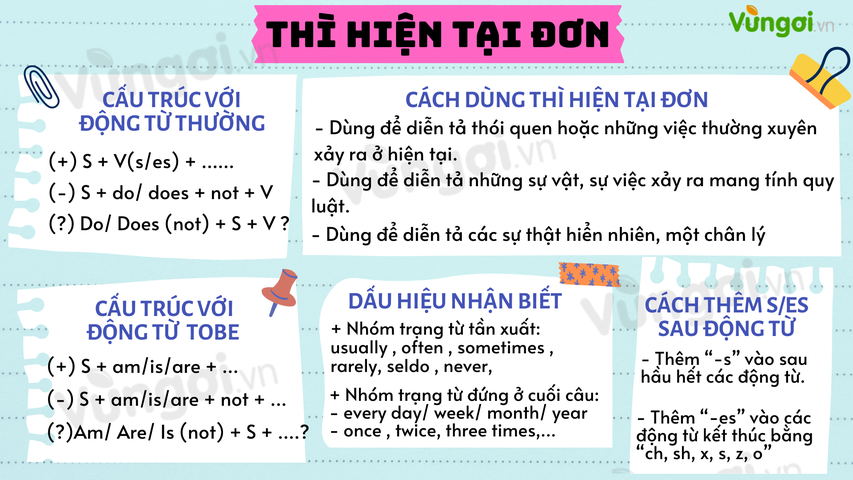 THÌ HIỆN TẠI ĐƠN
Vừngơi.vn
CẤU TRÚC VỚI
ĐỘNG TỪ THƯỜNG
(+) S + V(s/es) + ......
(-) S + do/ does + not + V
(?) Do/ Does (not) + S + V ?
CÁCH DÙNG THÌ HIỆN TẠI ĐƠN
- Dùng để diễn tả thói quen hoặc những việc thường xuyên
xảy ra ở hiện tại.
- Dùng để diễn tả những sự vật, sự việc xảy ra mang tính quy
luật.
- Dùng để diễn tả các sự thật hiển nhiên, một chân lý
CẤU TRÚC VỚI
ĐỘNG TỪ TOBE
(+) S + am/is/are + ...
(-) S + am/is/are + not + ...
(?)Am/ Are/ Is (not) + S + ....?
DẤU HIỆU NHẬN BIẾT
+ Nhóm trạng từ tần xuất:
usually , often , sometimes ,
rarely, seldo , never,
+ Nhóm trạng từ đứng ở cuối câu:
- every day/ week/ month/ year
- once , twice, three times,...
CÁCH THÊM S/ES
SAU ĐỘNG TỪ
- Thêm “-s” vào sau
hầu hết các động từ.
- Thêm “-es” vào các
động từ kết thúc bằng
“ch, sh, x, s, z, o”